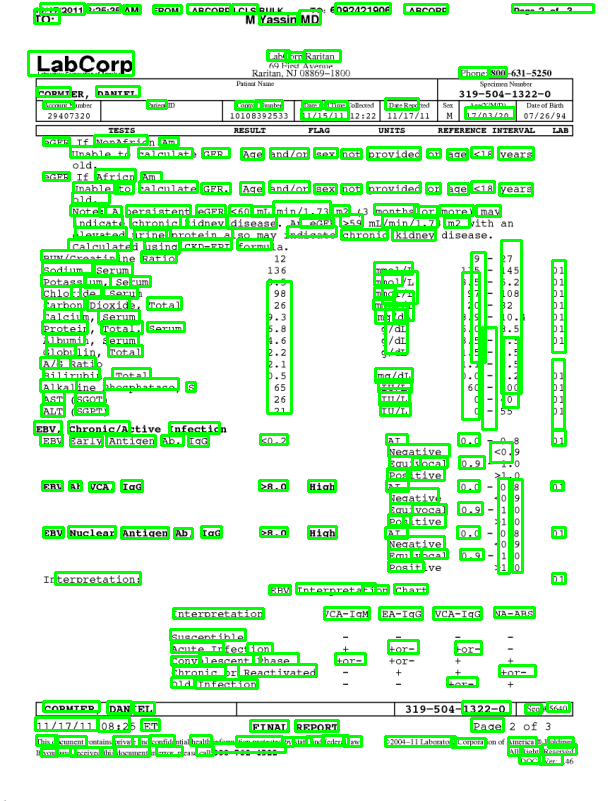 11/17/2011 8:25:35 AM FROM LABCORP LCLS BULK TO: 6092421906 LABCORP Page 2 of 3
TO: M Yassin MD
LabCorp
LabCorp Raritan
69 First Avenue
Raritan, NJ 08869-1800 Phone: 800-631-5250
Patient Name Specimen Number
CORMIER, DANIEL 319-504-1322-0
Account Number Patient ID Control Number Date & Time Collected Date Reported Sex Age(Y/M/D) Date of Birth
29407320 10108392533 11/15/11 12:22 11/17/11 M 17/03/20 07/26/94
TESTS RESULT FLAG UNITS REFERENCE INTERVAL LAB
eGFR If NonAfricn Am
Unable to calculate GFR. Age and/or sex not provided or age <18 years
old.
eGFR If Africn Am
Unable to calculate GFR. Age and/or sex not provided or age <18 years
old.
Note: A persistent eGFR <60 mL/min/1.73 m2 (3 months or more) may
indicate chronic kidney disease. An eGFR >59 mL/min/1.73 m2 with an
elevated urine protein also may indicate chronic kidney disease.
Calculated using CKD-EPI formula.
BUN/Creatinine Ratio 12 9 - 27
Sodium, Serum 136 mmol/L 135 - 145 01
Potassium, Serum mmol/L 3.5 - 5.2 01
Chloride, Serum 98 mmol/L 97 - 108 01
Carbon Dioxide, Total 26 mmol/L 20 - 32 01
Calcium, Serum 9.3 mg/dL 8.9 - 10.4 01
Protein, Total, Serum 6.8 g/dL 6.0 - 8.5 01
Albumin, Serum 4.6 g/dL 3.5 - 5.5 01
Globulin, Total 2.2 g/dL 1.5 - 4.5
A/G Ratio 2.1 1.1 - 2.5
Bilirubin, Total 0.5 mg/dL 0.0 - 1.2 01
Alkaline Phosphatase, S 65 IU/L 60 01
AST (SGOT) 26 IU/L 0 - 40 01
ALT (SGPT) 21 IU/L 0 - 55 01
EBV, Chronic/Active Infection
EBV Early Antigen Ab, IgG <0.2 AI 0.0 - 0.8 01
Negative <0.9
Equivocal 0.9 - 1.0
Positive >1.0
EBV Ab VCA, IgG >8.0 High AI 0.0 - 0.8 01
Negative <0.9
Equivocal 0.9 - 1.0
Positive >1.0
EBV Nuclear Antigen Ab, IgG >8.0 High AI 0.0 - 0.8 01
Negative <0.9
Equivocal 0.9 - 1.0
Positive >1.0
Interpretation: 01
EBV Interpretation Chart
Interpretation VCA-IgM EA-IgG VCA-IgG NA-ABS
Susceptible - - - -
Acute Infection + +or- +or- -
Convalescent Phase +or- +or- + +
Chronic or Reactivated - + + +or-
Old Infection - +or- +
CORMIER, DANIEL 319-504-1322-0 Seq # 5640
11/17/11 08:25 ET FINAL REPORT Page 2 of 3
This document contains private and confidential health information protected by state and federal law. ©2004-11 Laboratory Corporation of America ® Holdings
If you have received this document in error, please call 800-762-4322 All Rights Reserved
DOC1 Ver: 1.46